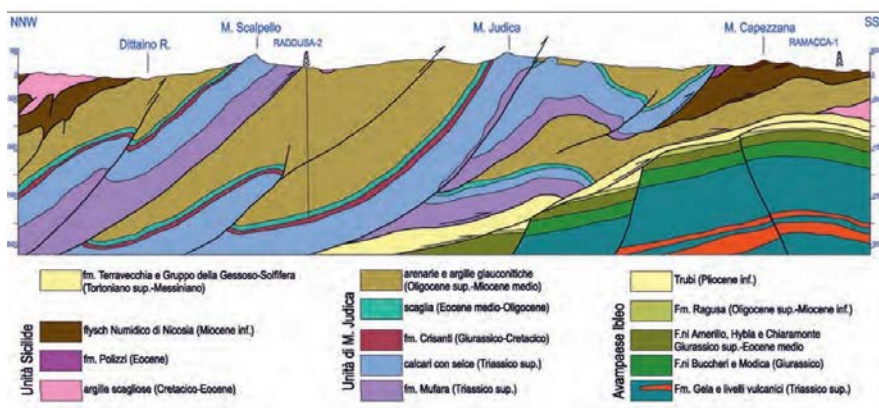 NNW
M. Scalpello
M. Judica
M. Capezzana
SS
Dittaino R.
RADDUSA-2
RAMACCA-1
fm. Terravecchia e Gruppo della Gessoso-Solfifera
(Tortoniano sup.-Messiniano)
Unità Sicilide
flysch Numidico di Nicosia (Miocene inf.)
fm. Polizzi (Eocene)
argille scagliose (Cretacico-Eocene)
Unità di M. Judica
arenarie e argille glauconitiche
(Oligocene sup.-Miocene medio)
scaglia (Eocene medio-Oligocene)
fm. Crisanti (Giurassico-Cretacico)
calcari con selce (Triassico sup.)
fm. Mufara (Triassico sup.)
Avampaese Ibleo
Trubi (Pliocene inf.)
Fm. Ragusa (Oligocene sup.-Miocene inf.)
F.ni Amerillo, Hybla e Chiaramonte
Giurassico sup.-Eocene medio)
F.ni Buccheri e Modica (Giurassico)
Fm. Gela e livelli vulcanici (Triassico sup.)